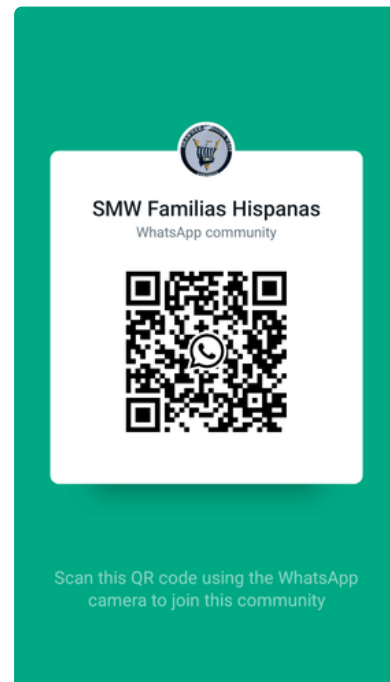 SMW Familias Hispanas
WhatsApp community
Scan this QR code using the WhatsApp
camera to join this community